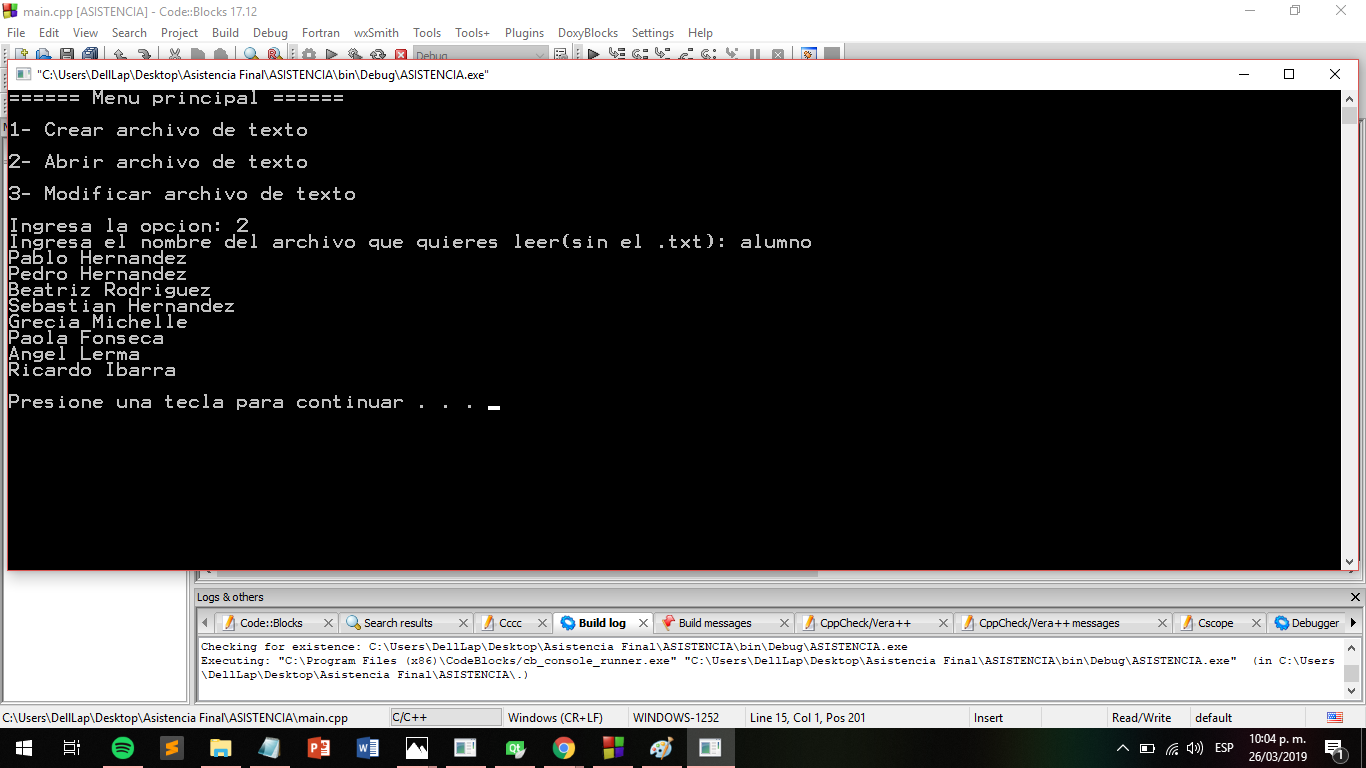 main.cpp [ASISTENCIA] - Code::Blocks 17.12
File Edit View Search Project Build Debug Fortran wxSmith Tools Tools+ Plugins DoxyBlocks Settings Help
Debug
"C:\Users\DellLap\Desktop\Asistencia Final\ASISTENCIA\bin\Debug\ASISTENCIA.exe"
====== Menu principal ======
1- Crear archivo de texto
2- Abrir archivo de texto
3- Modificar archivo de texto
Ingresa la opcion: 2
Ingresa el nombre del archivo que quieres leer(sin el .txt): alumno
Pablo Hernandez
Pedro Hernandez
Beatriz Rodriguez
Sebastian Hernandez
Grecia Michelle
Paola Fonseca
Angel Lerma
Ricardo Ibarra
Presione una tecla para continuar . . .
Logs & others
Code::Blocks Search results Cccc Build log Build messages CppCheck/Vera++ CppCheck/Vera++ messages Cscope Debugger
Checking for existence: C:\Users\DellLap\Desktop\Asistencia Final\ASISTENCIA\bin\Debug\ASISTENCIA.exe
Executing: "C:\Program Files (x86)\CodeBlocks/cb_console_runner.exe" "C:\Users\DellLap\Desktop\Asistencia Final\ASISTENCIA\bin\Debug\ASISTENCIA.exe"  (in C:\Users
\DellLap\Desktop\Asistencia Final\ASISTENCIA\.)
C:\Users\DellLap\Desktop\Asistencia Final\ASISTENCIA\main.cpp C/C++ Windows (CR+LF) WINDOWS-1252 Line 15, Col 1, Pos 201 Insert Read/Write default
ESP
10:04 p. m.
26/03/2019
1